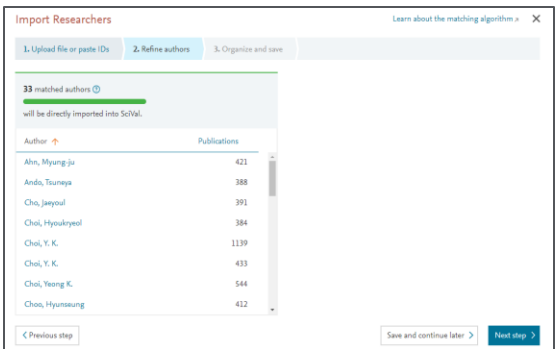 Import Researchers
Learn about the matching algorithm
1. Upload file or paste IDs 2. Refine authors 3. Organize and save
33 matched authors
will be directly imported into SciVal.
Author Publications
Ahn, Myung-ju 421
Ando, Tsuneya 388
Cho, Jaeyoul 391
Choi, Hyoukryeol 384
Choi, Y. K. 1139
Choi, Y. K. 433
Choi, Yeong K. 544
Choo, Hyunseung 412
Previous step Save and continue later Next step